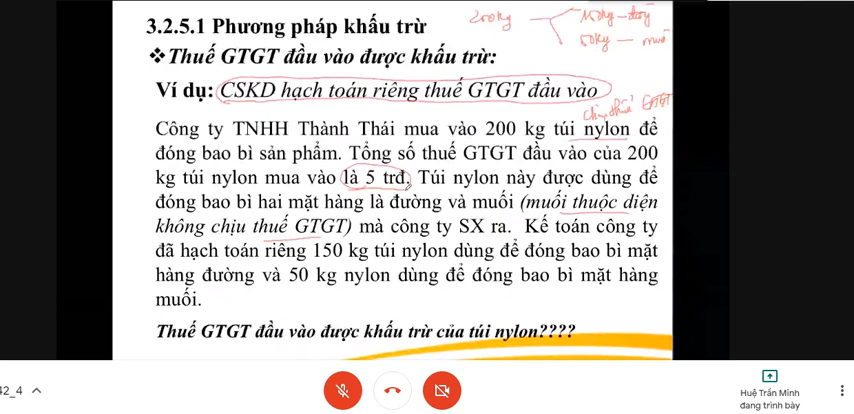 3.2.5.1 Phương pháp khấu trừ
200kg
150kg – đường
50kg – muối
❖Thuế GTGT đầu vào được khấu trừ:
Ví dụ: CSKD hạch toán riêng thuế GTGT đầu vào
GTGT
Công ty TNHH Thành Thái mua vào 200 kg túi nylon để
đóng bao bì sản phẩm. Tổng số thuế GTGT đầu vào của 200
kg túi nylon mua vào là 5 trđ. Túi nylon này được dùng để
đóng bao bì hai mặt hàng là đường và muối (muối thuộc diện
không chịu thuế GTGT) mà công ty SX ra. Kế toán công ty
đã hạch toán riêng 150 kg túi nylon dùng để đóng bao bì mặt
hàng đường và 50 kg nylon dùng để đóng bao bì mặt hàng
muối.
Thuế GTGT đầu vào được khấu trừ của túi nylon????
42_4
Huệ Trần Minh
đang trình bày